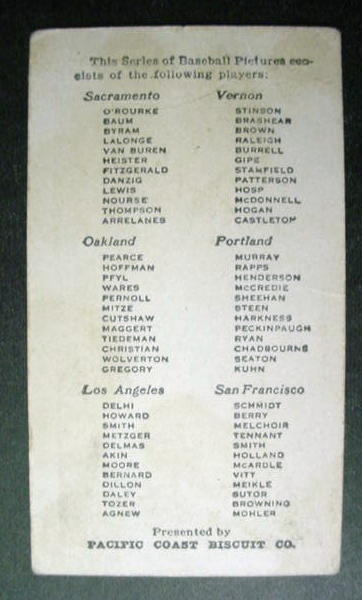 This Series of Baseball Pictures con-
sists of the following players:
Sacramento
O'ROURKE
BAUM
BYRAM
LALONGE
VAN BUREN
HEISTER
FITZGERALD
DANZIG
LEWIS
NOURSE
THOMPSON
ARRELANES
Vernon
STINSON
BRASHEAR
BROWN
RALEIGH
BURRELL
GIPE
STAMFIELD
PATTERSON
HOSP
McDONNELL
HOGAN
CASTLETON
Oakland
PEARCE
HOFFMAN
PFYL
WARES
PERNOLL
MITZE
CUTSHAW
MAGGERT
TIEDEMAN
CHRISTIAN
WOLVERTON
GREGORY
Portland
MURRAY
RAPPS
HENDERSON
McCREDIE
SHEEHAN
STEEN
HARKNESS
PECKINPAUGH
RYAN
CHADBOURNE
SEATON
KUHN
Los Angeles
DELHI
HOWARD
SMITH
METZGER
DELMAS
AKIN
MOORE
BERNARD
DILLON
DALEY
TOZER
AGNEW
San Francisco
SCHMIDT
BERRY
MELCHOIR
TENNANT
SMITH
HOLLAND
McARDLE
VITT
MEIKLE
SUTOR
BROWNING
MOHLER
Presented by
PACIFIC COAST BISCUIT CO.